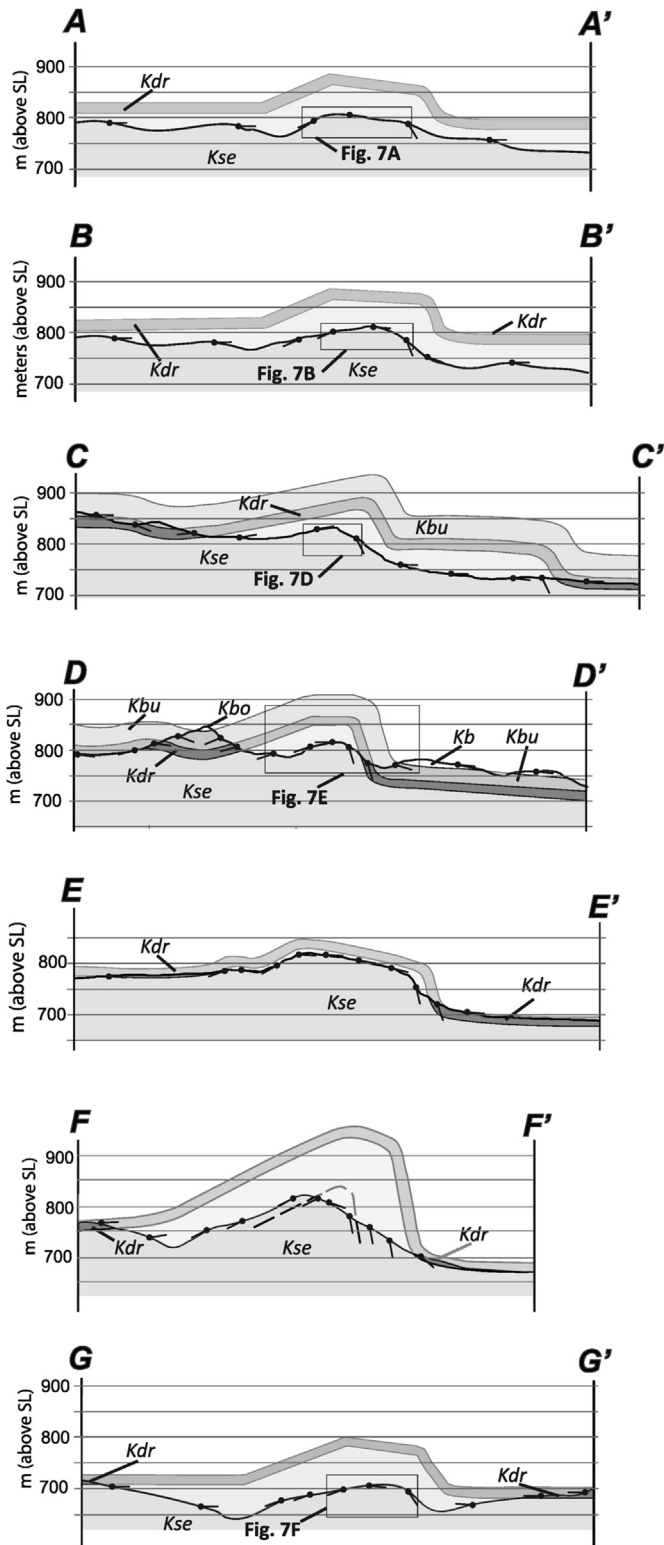 A A'
m (above SL)
900
Kdr
800
Kse
Fig. 7A
700
B B'
meters (above SL)
900
Kdr
800
Kdr
Fig. 7B
Kse
700
C C'
m (above SL)
900
Kdr
Kbu
800
Kse
Fig. 7D
700
D D'
m (above SL)
900
Kbu
Kbo
Kb
Kbu
800
Kdr
Kse
Fig. 7E
700
E E'
m (above SL)
Kdr
800
Kse
Kdr
700
F F'
m (above SL)
900
800
Kdr
Kse
Kdr
700
G G'
m (above SL)
900
800
Kdr
Kdr
700
Kse
Fig. 7F